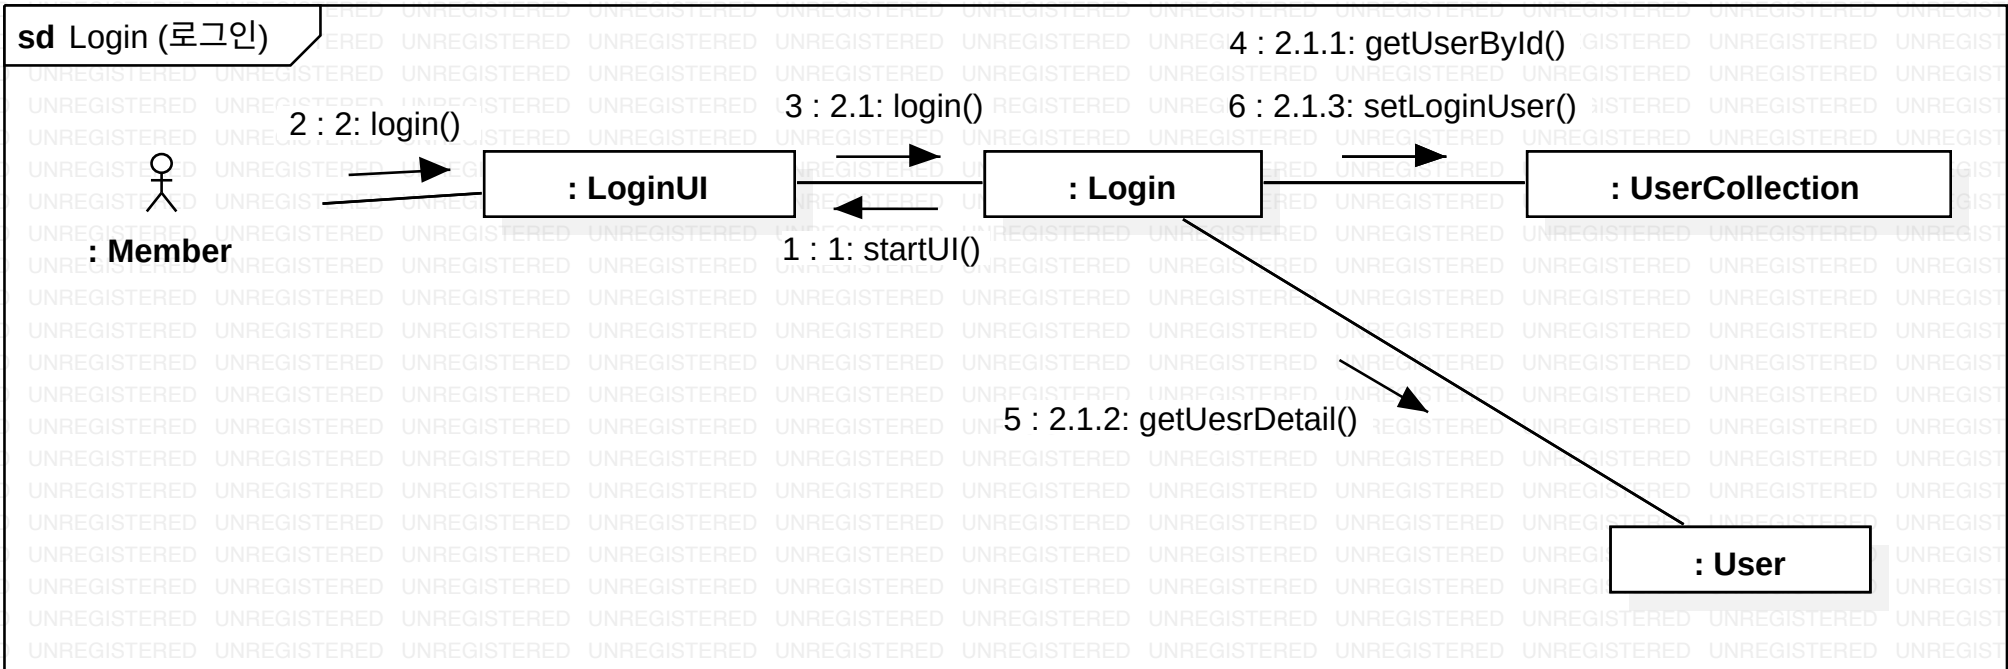 sd Login (로그인)
4 : 2.1.1: getUserById()
3 : 2.1: login()
6 : 2.1.3: setLoginUser()
2 : 2: login()
: LoginUI
: Login
: UserCollection
: Member
1 : 1: startUI()
5 : 2.1.2: getUesrDetail()
: User
UNREGISTERED